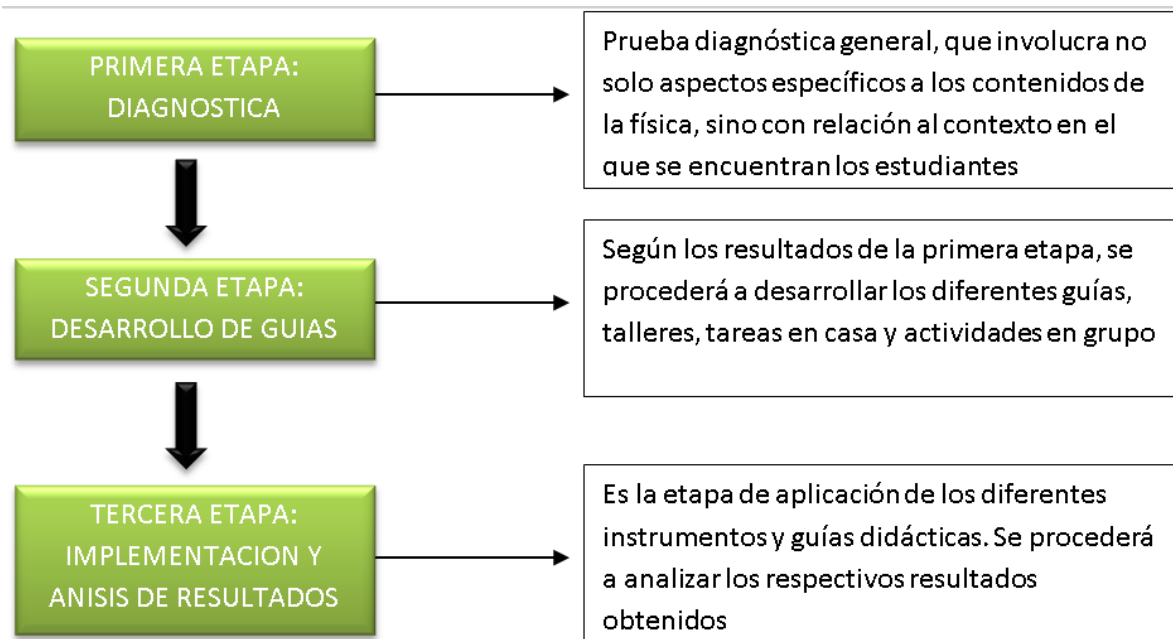 PRIMERA ETAPA:
DIAGNOSTICA
Prueba diagnóstica general, que involucra no
solo aspectos específicos a los contenidos de
la física, sino con relación al contexto en el
que se encuentran los estudiantes
SEGUNDA ETAPA:
DESARROLLO DE GUIAS
Según los resultados de la primera etapa, se
procederá a desarrollar los diferentes guías,
talleres, tareas en casa y actividades en grupo
TERCERA ETAPA:
IMPLEMENTACION Y
ANISIS DE RESULTADOS
Es la etapa de aplicación de los diferentes
instrumentos y guías didácticas. Se procederá
a analizar los respectivos resultados
obtenidos